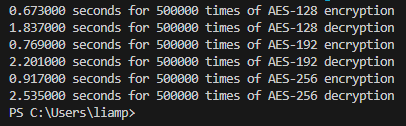 0.673000 seconds for 500000 times of AES-128 encryption
1.837000 seconds for 500000 times of AES-128 decryption
0.769000 seconds for 500000 times of AES-192 encryption
2.201000 seconds for 500000 times of AES-192 decryption
0.917000 seconds for 500000 times of AES-256 encryption
2.535000 seconds for 500000 times of AES-256 decryption
PS C:\Users\liamp>